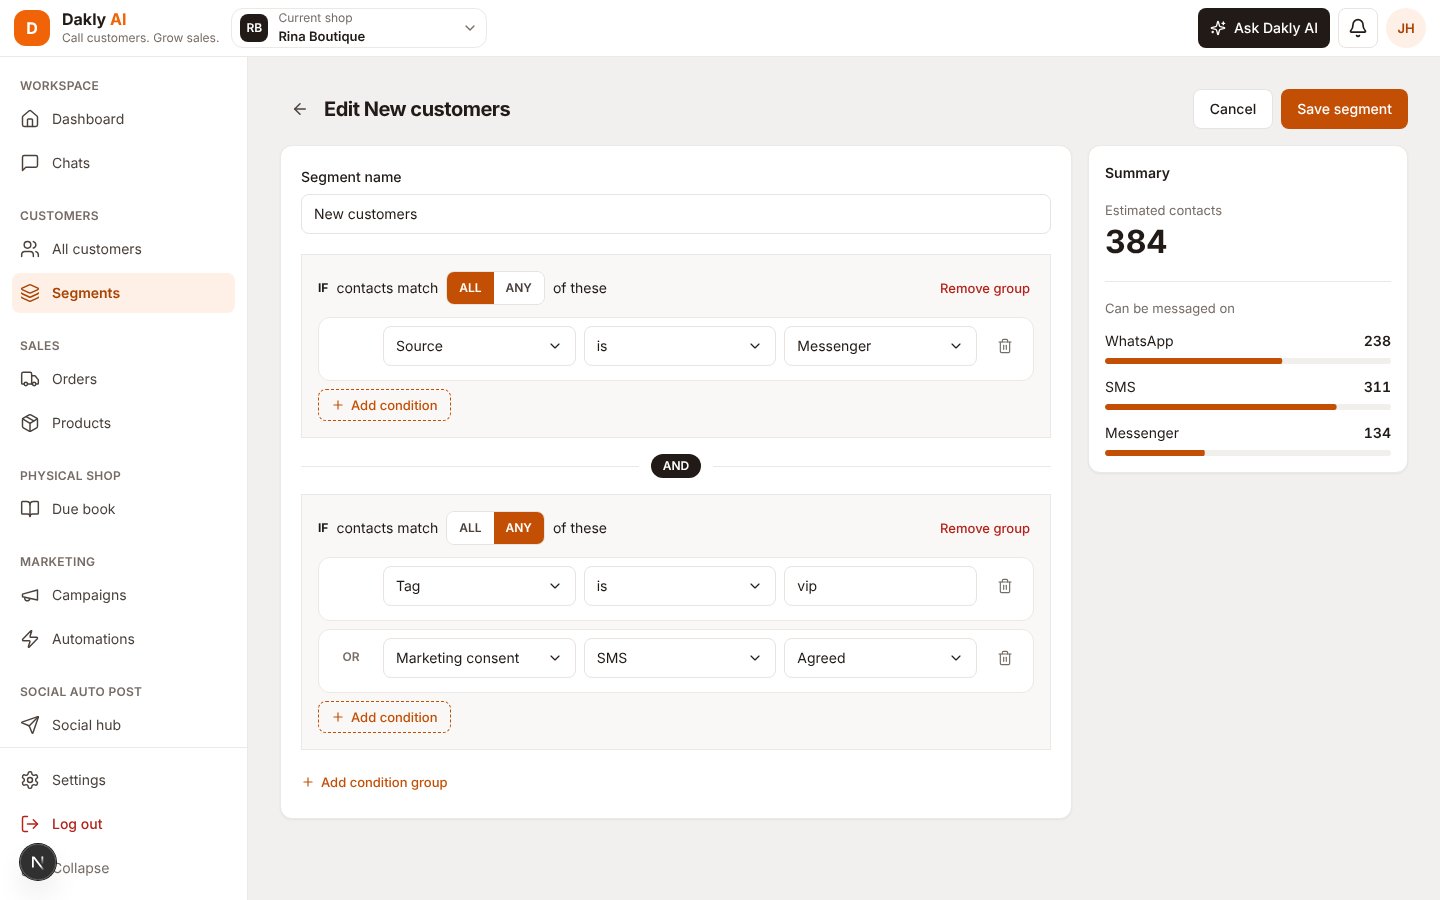 D
Dakly AI
Call customers. Grow sales.
RB
Current shop
Rina Boutique
Ask Dakly AI
JH
WORKSPACE
Dashboard
Chats
CUSTOMERS
All customers
Segments
SALES
Orders
Products
PHYSICAL SHOP
Due book
MARKETING
Campaigns
Automations
SOCIAL AUTO POST
Social hub
Settings
Log out
N
Collapse
Edit New customers
Cancel
Save segment
Segment name
New customers
IF contacts match ALL ANY of these
Remove group
Source
is
Messenger
+ Add condition
AND
IF contacts match ALL ANY of these
Remove group
Tag
is
vip
OR
Marketing consent
SMS
Agreed
+ Add condition
+ Add condition group
Summary
Estimated contacts
384
Can be messaged on
WhatsApp 238
SMS 311
Messenger 134